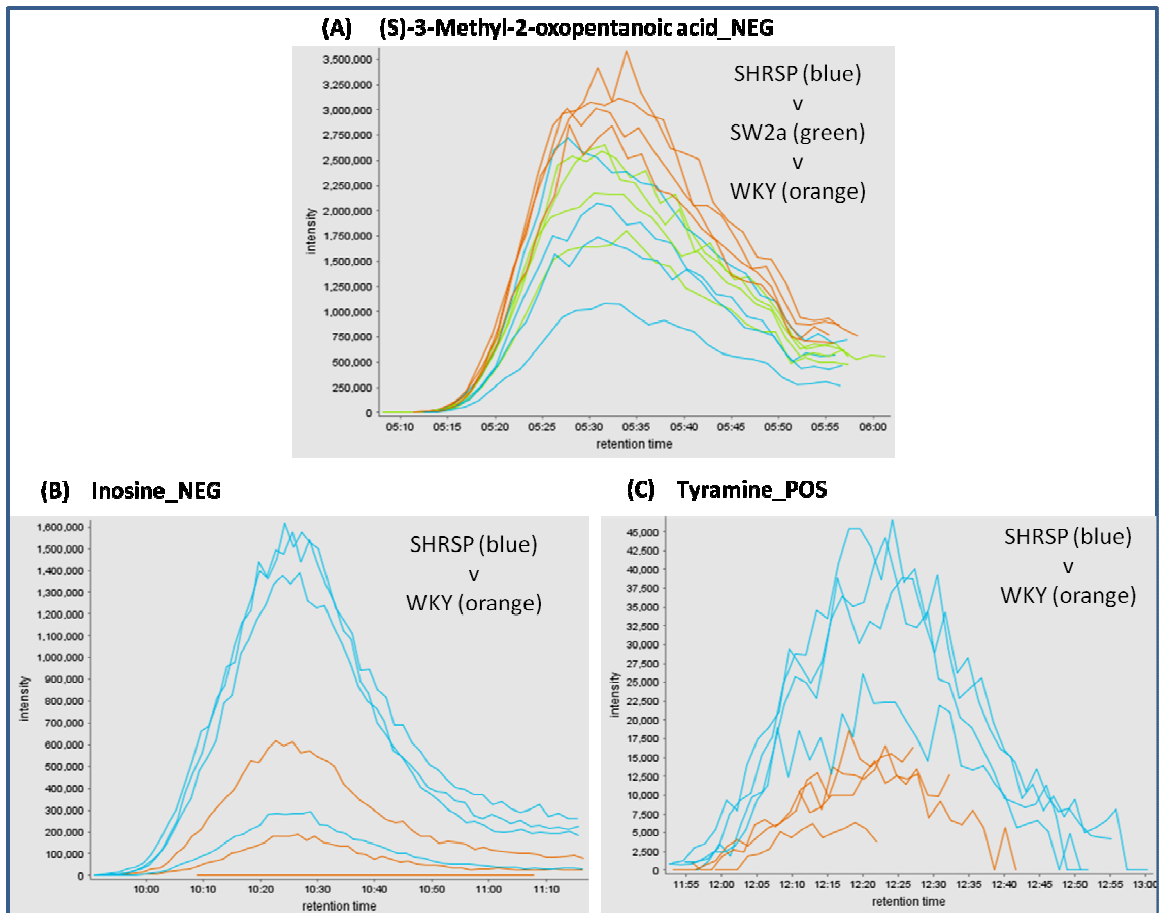 (A) (S)-3-Methyl-2-oxopentanoic acid_NEG
SHRSP (blue)
v
SW2a (green)
v
WKY (orange)
3,500,000
3,250,000
3,000,000
2,750,000
2,500,000
2,250,000
2,000,000
1,750,000
1,500,000
1,250,000
1,000,000
750,000
500,000
250,000
0
intensity
05:10 05:15 05:20 05:25 05:30 05:35 05:40 05:45 05:50 05:55 06:00
retention time
(B) Inosine_NEG
SHRSP (blue)
v
WKY (orange)
1,600,000
1,500,000
1,400,000
1,300,000
1,200,000
1,100,000
1,000,000
900,000
800,000
700,000
600,000
500,000
400,000
300,000
200,000
100,000
0
intensity
10:00 10:10 10:20 10:30 10:40 10:50 11:00 11:10
retention time
(C) Tyramine_POS
SHRSP (blue)
v
WKY (orange)
45,000
42,500
40,000
37,500
35,000
32,500
30,000
27,500
25,000
22,500
20,000
17,500
15,000
12,500
10,000
7,500
5,000
2,500
0
intensity
11:55 12:00 12:05 12:10 12:15 12:20 12:25 12:30 12:35 12:40 12:45 12:50 12:55 13:00
retention time